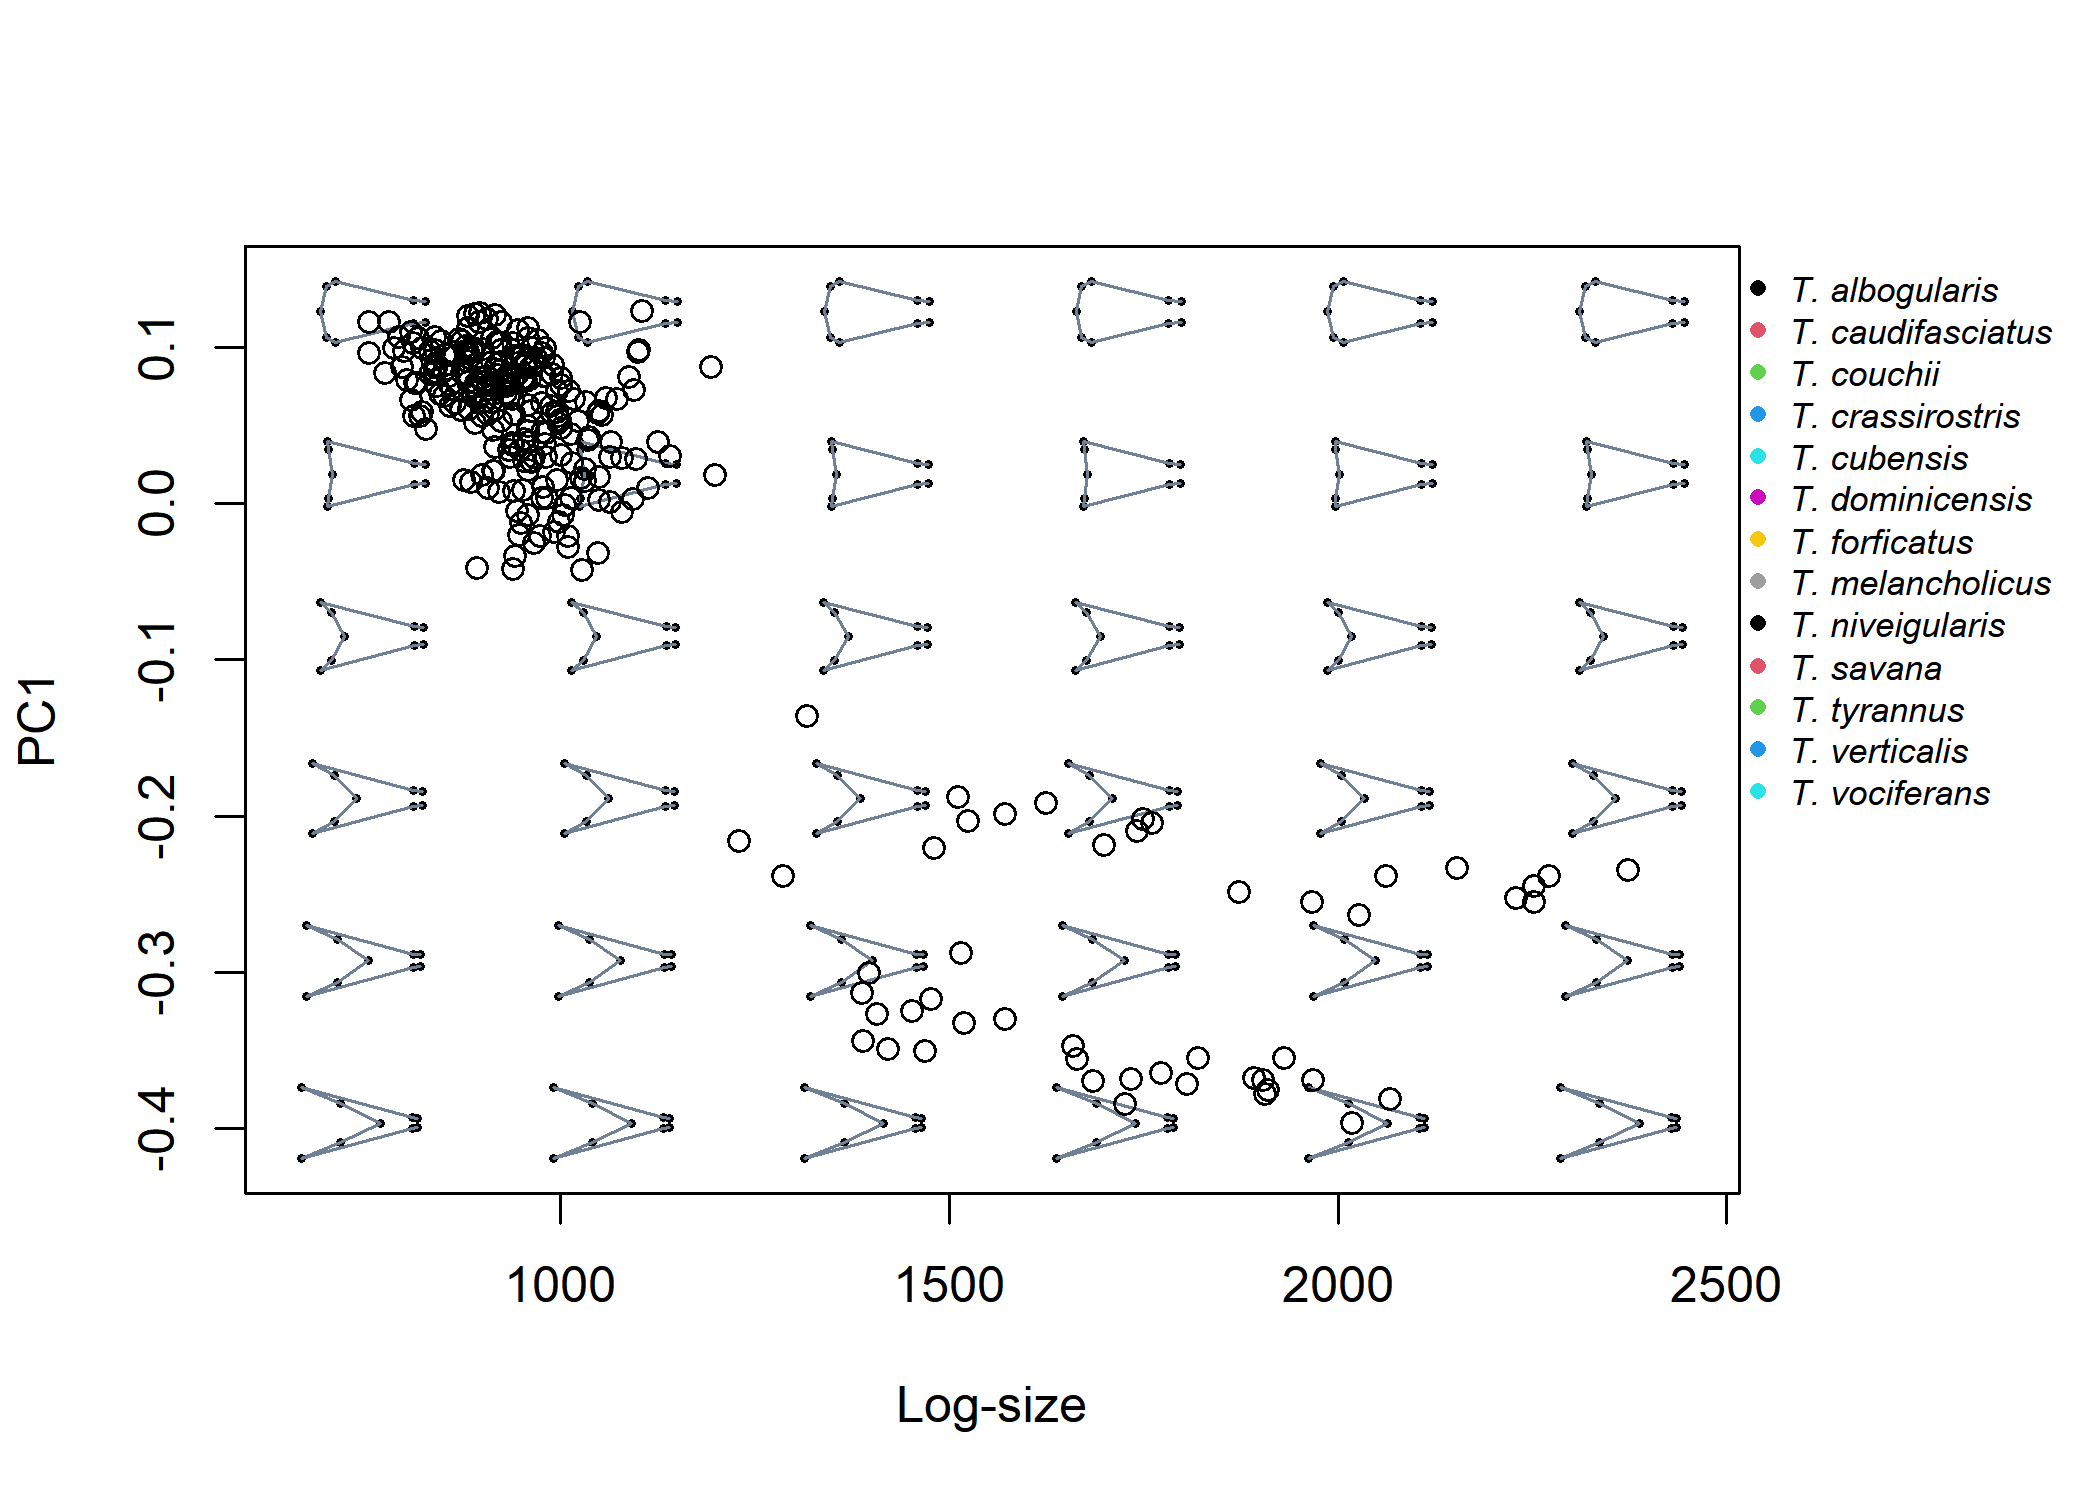 PC1
0.1
0.0
-0.1
-0.2
-0.3
-0.4
1000
1500
2000
2500
Log-size
T. albogularis
T. caudifasciatus
T. couchii
T. crassirostris
T. cubensis
T. dominicensis
T. forficatus
T. melancholicus
T. niveigularis
T. savana
T. tyrannus
T. verticalis
T. vociferans